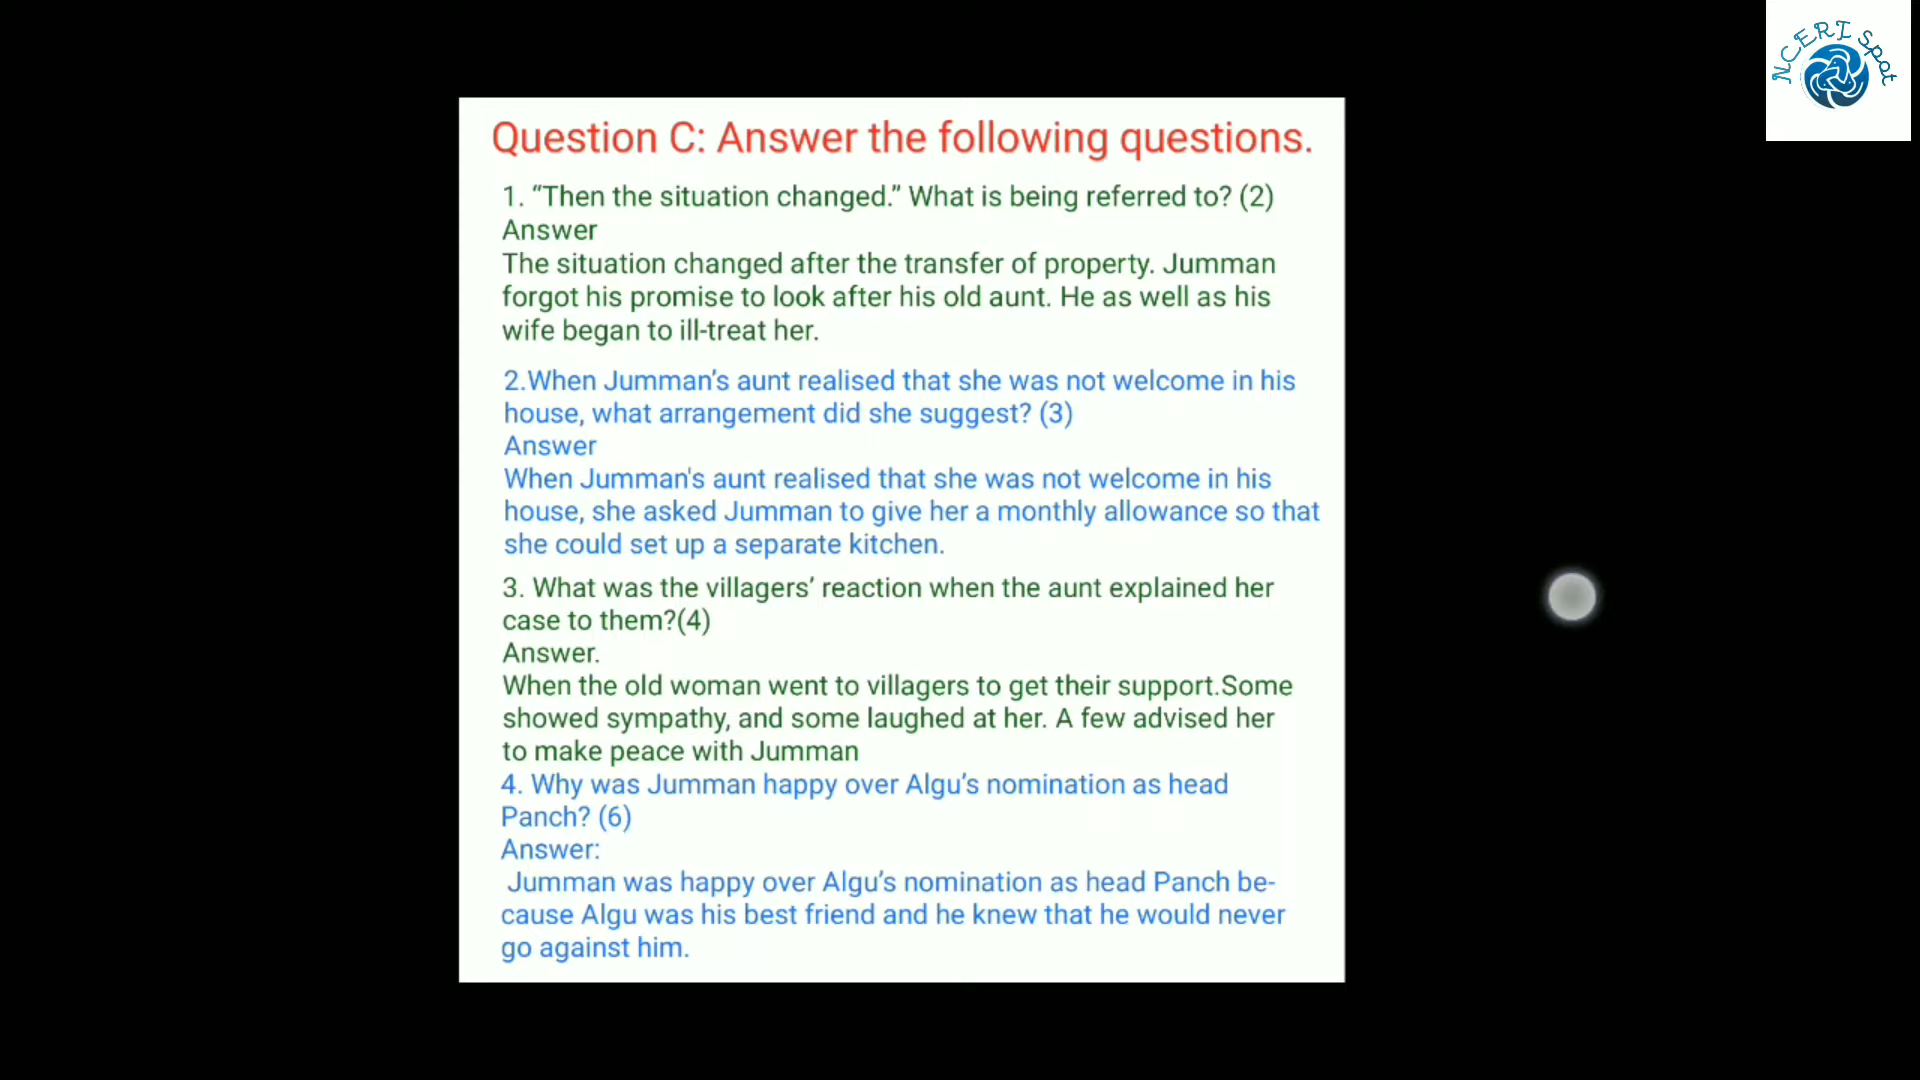 NCERT Spot
Question C: Answer the following questions.
1. “Then the situation changed.” What is being referred to? (2)
Answer
The situation changed after the transfer of property. Jumman
forgot his promise to look after his old aunt. He as well as his
wife began to ill-treat her.
2.When Jumman’s aunt realised that she was not welcome in his
house, what arrangement did she suggest? (3)
Answer
When Jumman's aunt realised that she was not welcome in his
house, she asked Jumman to give her a monthly allowance so that
she could set up a separate kitchen.
3. What was the villagers’ reaction when the aunt explained her
case to them?(4)
Answer.
When the old woman went to villagers to get their support.Some
showed sympathy, and some laughed at her. A few advised her
to make peace with Jumman
4. Why was Jumman happy over Algu’s nomination as head
Panch? (6)
Answer:
Jumman was happy over Algu’s nomination as head Panch be-
cause Algu was his best friend and he knew that he would never
go against him.